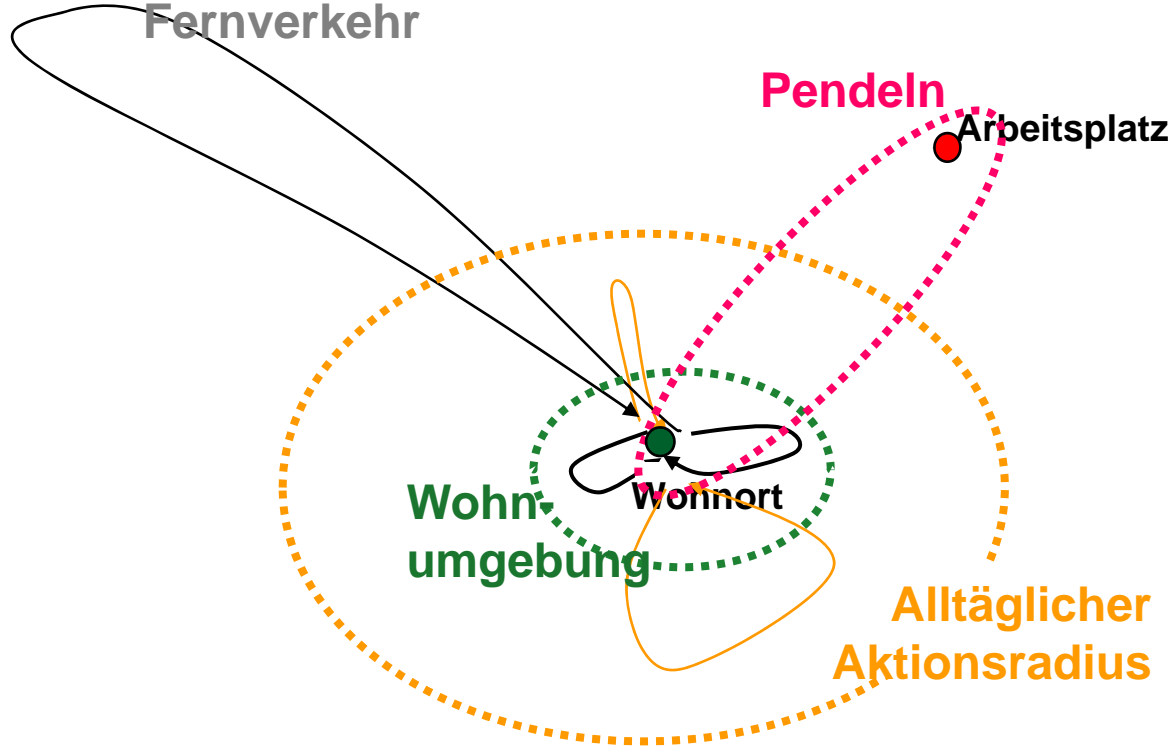 Fernverkehr
Pendeln
Arbeitsplatz
Wohnort
Wohn-
umgebung
Alltäglicher
Aktionsradius